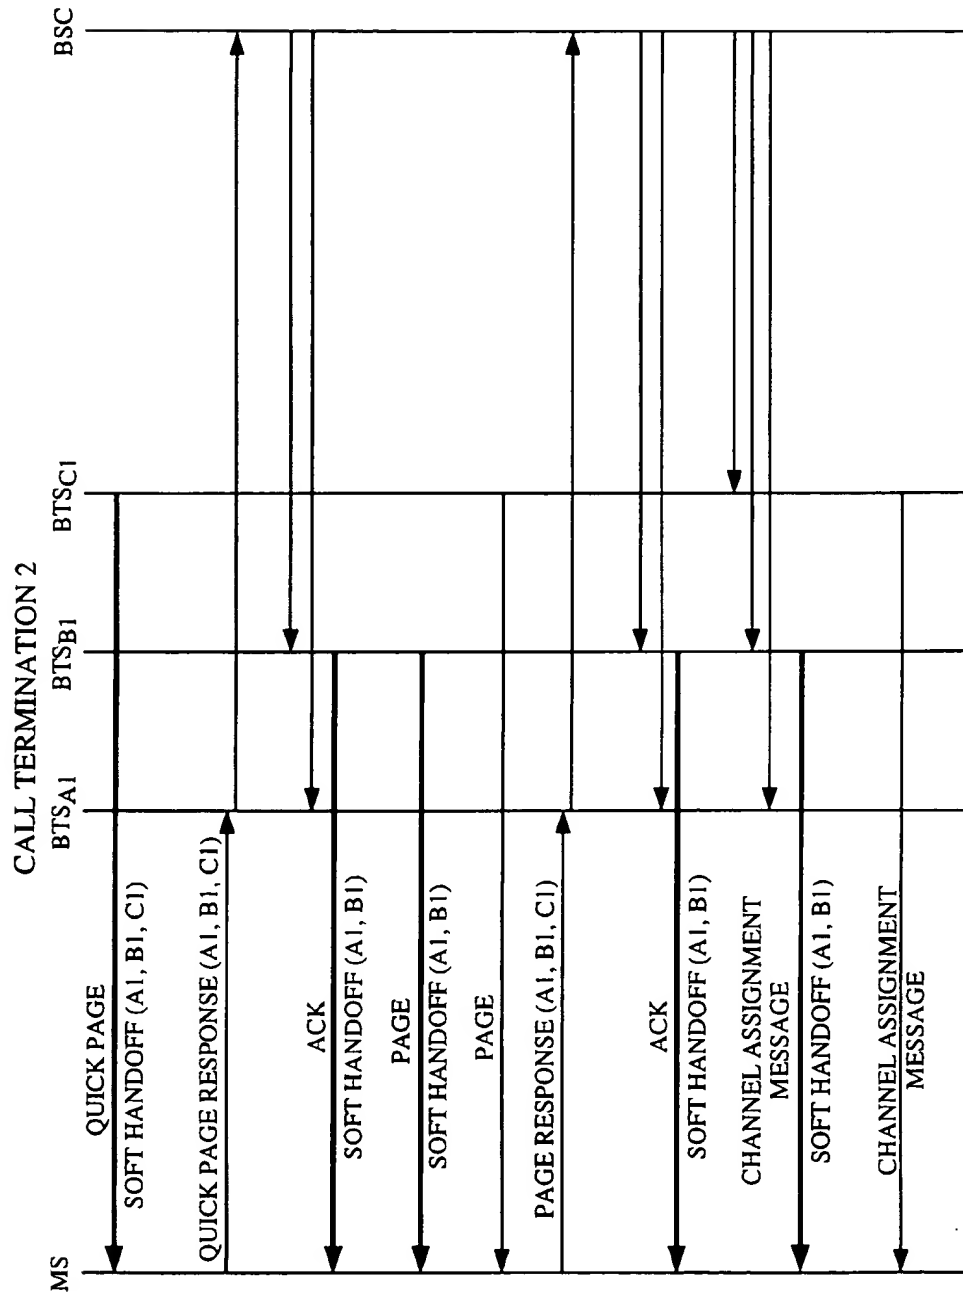 CALL TERMINATION 2
MS
BTSA1
BTSB1
BTSC1
BSC
QUICK PAGE
SOFT HANDOFF (A1, B1, C1)
QUICK PAGE RESPONSE (A1, B1, C1)
ACK
SOFT HANDOFF (A1, B1)
PAGE
SOFT HANDOFF (A1, B1)
PAGE
PAGE RESPONSE (A1, B1, C1)
ACK
SOFT HANDOFF (A1, B1)
CHANNEL ASSIGNMENT
MESSAGE
SOFT HANDOFF (A1, B1)
CHANNEL ASSIGNMENT
MESSAGE